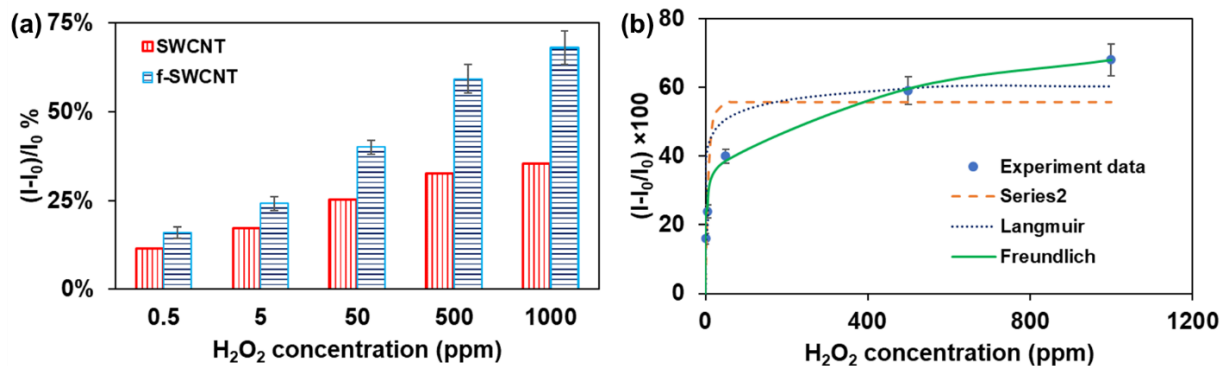 (a)
75%
50%
25%
0%
(I-I₀)/I₀ %
SWCNT
f-SWCNT
0.5 5 50 500 1000
H₂O₂ concentration (ppm)
(b)
80
60
40
20
0
(I-I₀/I₀) ×100
Experiment data
Series2
Langmuir
Freundlich
0 400 800 1200
H₂O₂ concentration (ppm)